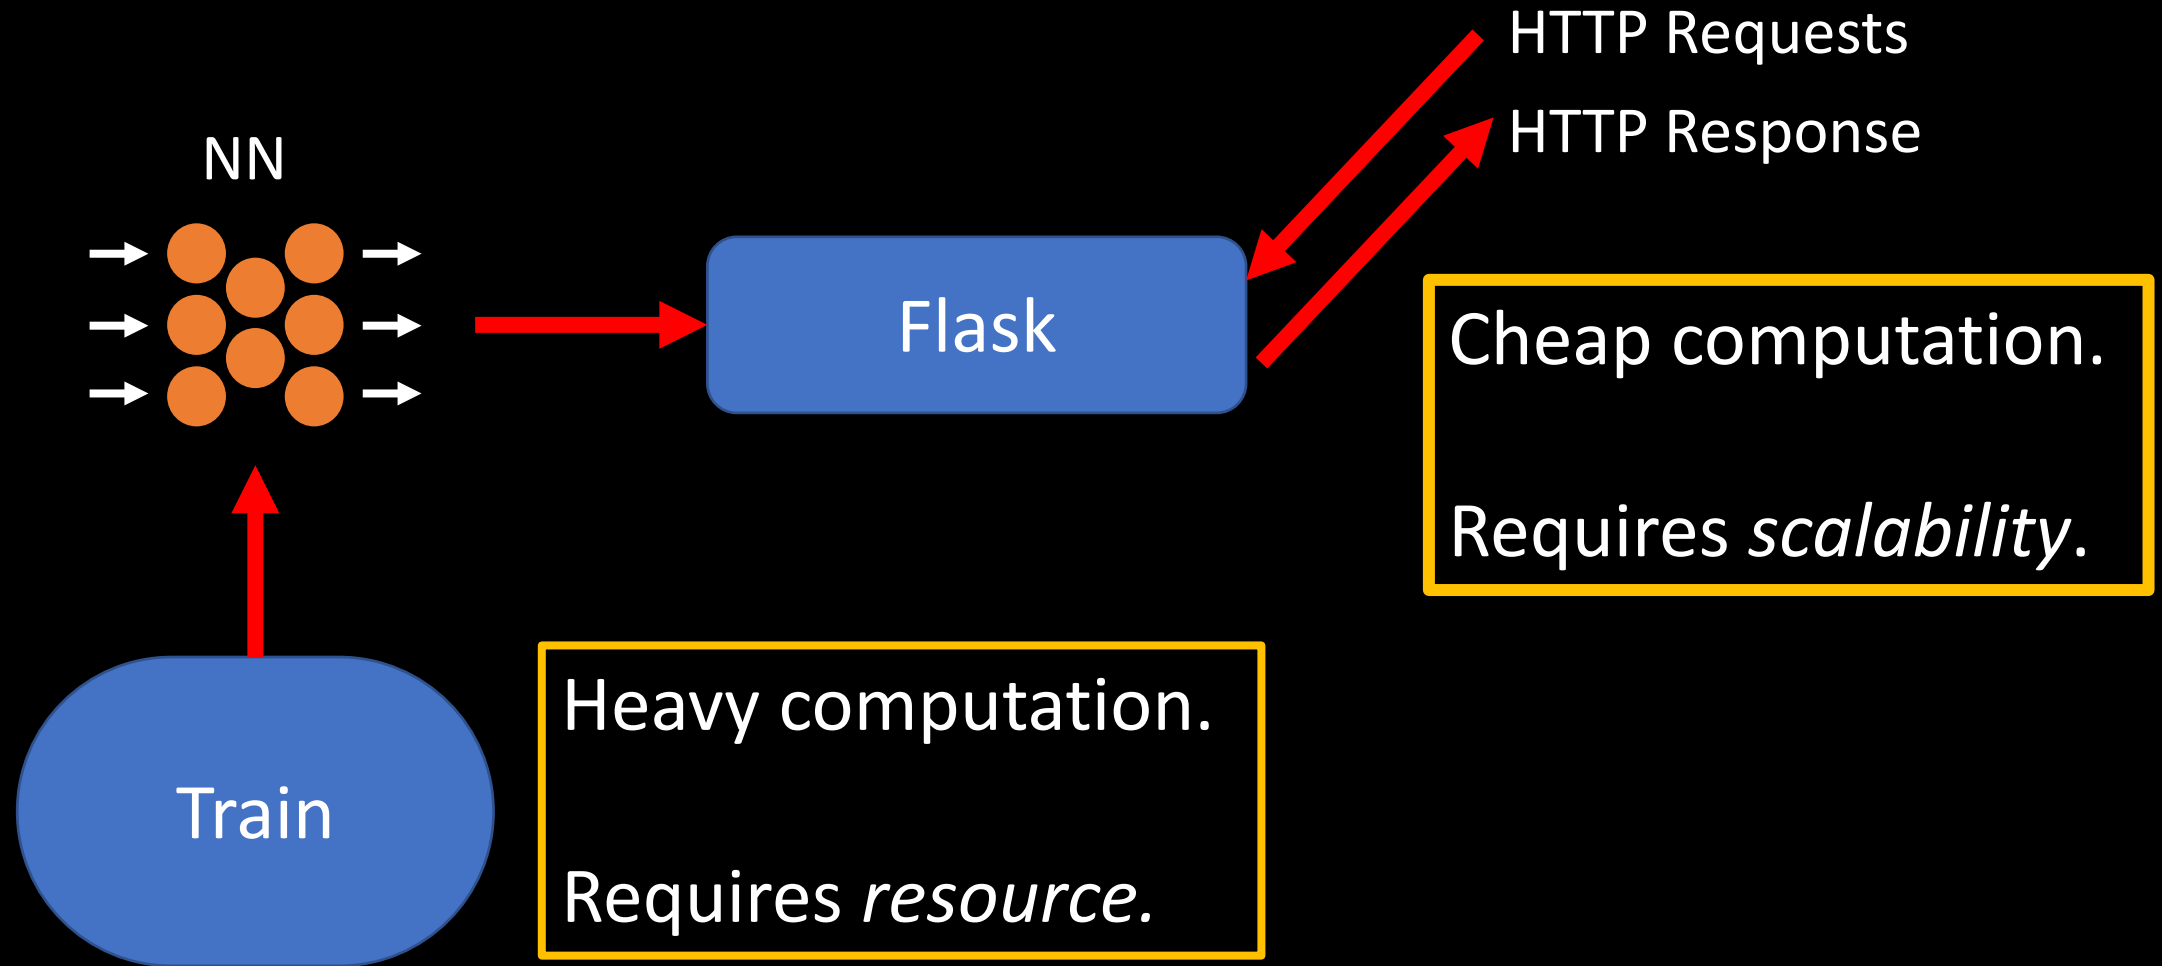 HTTP Requests
HTTP Response
NN
Flask
Cheap computation.
Requires scalability.
Heavy computation.
Requires resource.
Train